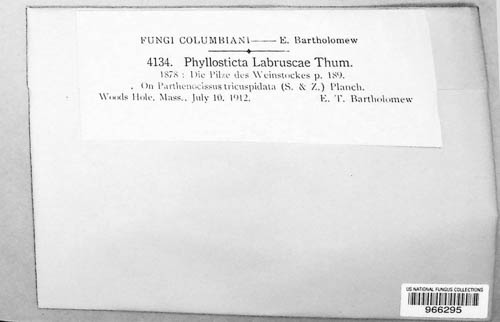 FUNGI COLUMBIANI — E. Bartholomew
4134. Phyllosticta Labruscae Thum.
1878 : Die Pilze des Weinstockes p. 189.
On Parthenocissus tricuspidata (S. & Z.) Planch.
Woods Hole, Mass., July 10, 1912. E. T. Bartholomew
US NATIONAL FUNGUS COLLECTIONS
966295